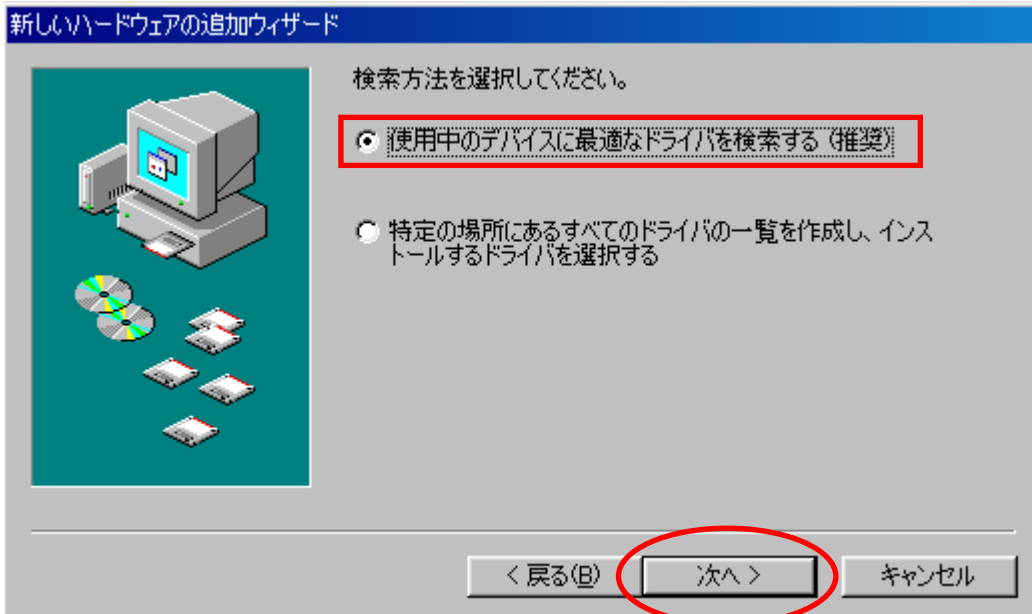 新しいハードウェアの追加ウィザード
検索方法を選択してください。
使用中のデバイスに最適なドライバを検索する (推奨)
特定の場所にあるすべてのドライバの一覧を作成し、インス
トールするドライバを選択する
< 戻る(B)
次へ >
キャンセル